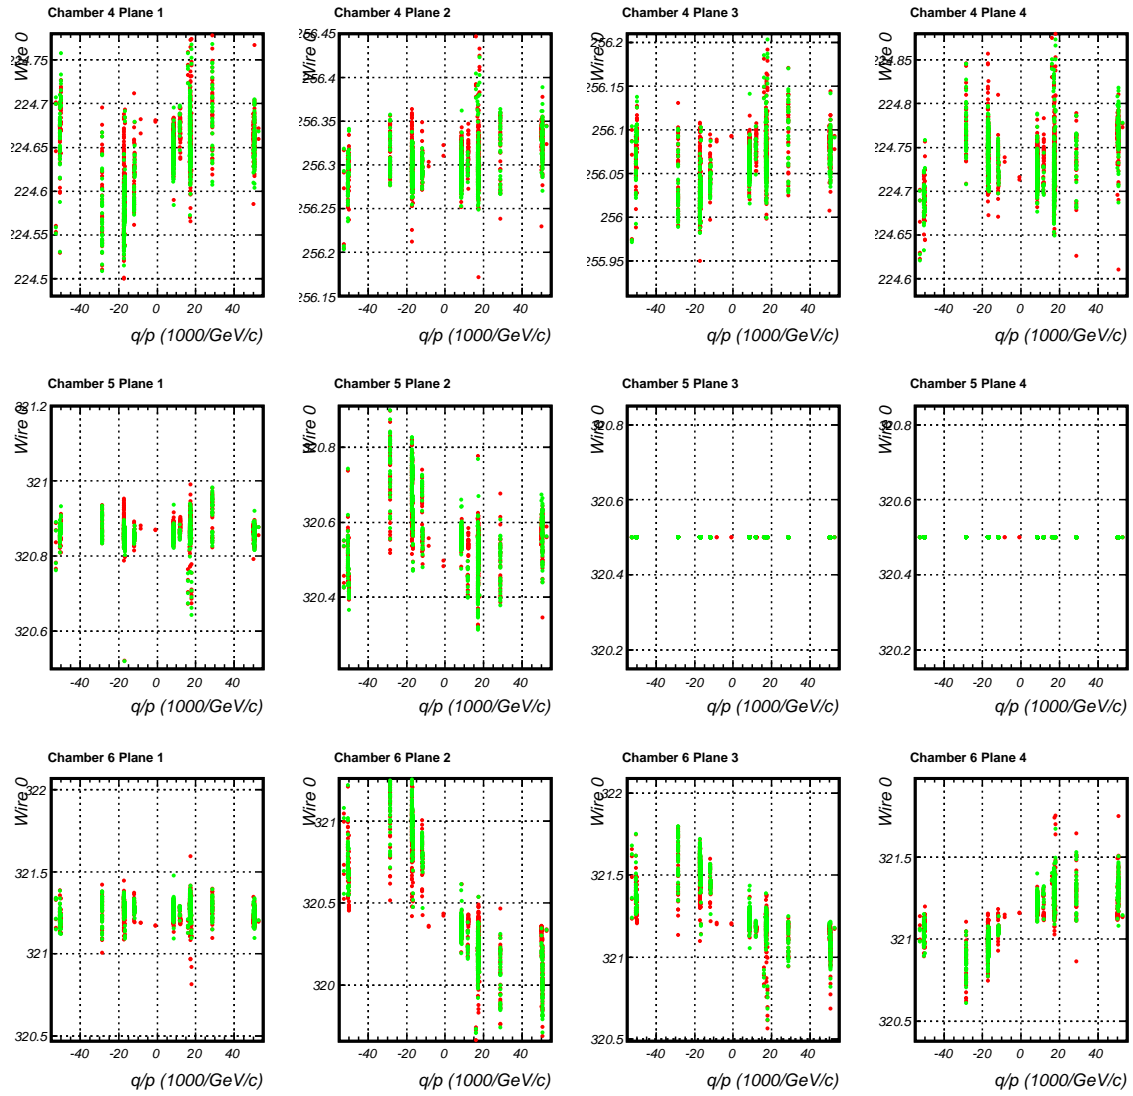 Chamber 4 Plane 1 Chamber 4 Plane 2 Chamber 4 Plane 3 Chamber 4 Plane 4
Wire 0 Wire 0 Wire 0 Wire 0
224.75 256.45 256.2 224.85
224.7 256.4 256.15 224.8
224.65 256.35 256.1 224.75
224.6 256.3 256.05 224.7
224.55 256.25 256 224.65
224.5 256.2 255.95 224.6
256.15
-40 -20 0 20 40 -40 -20 0 20 40 -40 -20 0 20 40 -40 -20 0 20 40
q/p (1000/GeV/c) q/p (1000/GeV/c) q/p (1000/GeV/c) q/p (1000/GeV/c)
Chamber 5 Plane 1 Chamber 5 Plane 2 Chamber 5 Plane 3 Chamber 5 Plane 4
Wire 0 Wire 0 Wire 0 Wire 0
321.2 320.8 320.8 320.8
321 320.6 320.6 320.6
320.8 320.4 320.4 320.4
320.6 320.2 320.2
-40 -20 0 20 40 -40 -20 0 20 40 -40 -20 0 20 40 -40 -20 0 20 40
q/p (1000/GeV/c) q/p (1000/GeV/c) q/p (1000/GeV/c) q/p (1000/GeV/c)
Chamber 6 Plane 1 Chamber 6 Plane 2 Chamber 6 Plane 3 Chamber 6 Plane 4
Wire 0 Wire 0 Wire 0 Wire 0
322 321 322 321.5
321.5 320.5 321.5 321
321 320 321 320.5
320.5 320.5
-40 -20 0 20 40 -40 -20 0 20 40 -40 -20 0 20 40 -40 -20 0 20 40
q/p (1000/GeV/c) q/p (1000/GeV/c) q/p (1000/GeV/c) q/p (1000/GeV/c)